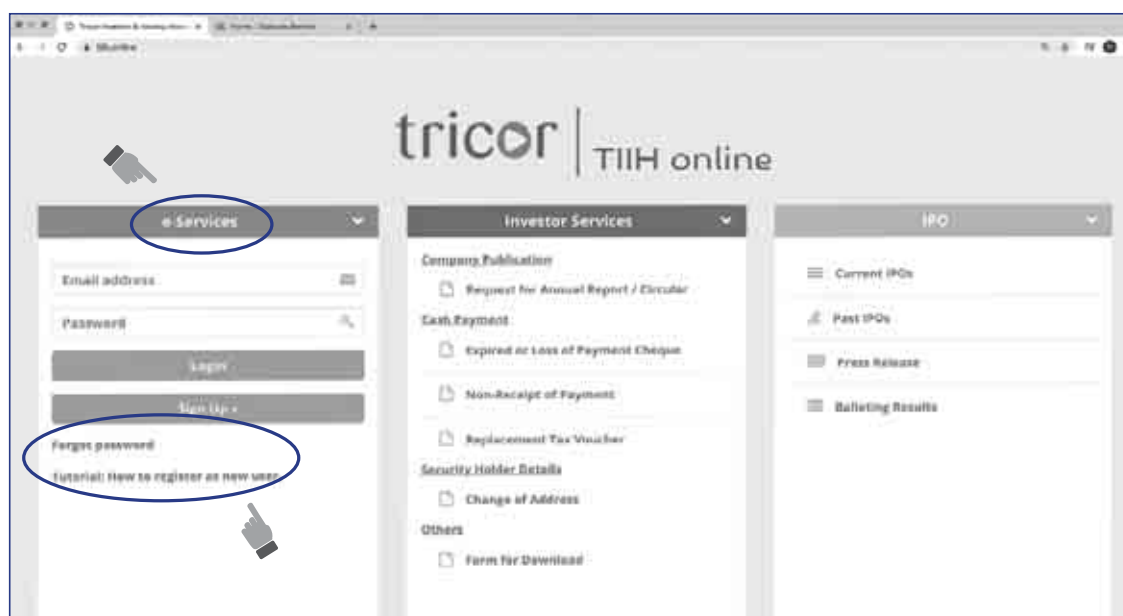 tricor
TIIH online
e-Services
Email address
Password
Login
Sign Up
Forgot password
Tutorial: How to register as new user
Investor Services
Company Publication
Request for Annual Report / Circular
Cash Payment
Expired or Loss of Payment Cheque
Non-Receipt of Payment
Replacement Tax Voucher
Security Holder Details
Change of Address
Others
Form for Download
IPO
Current IPOs
Past IPOs
Press Release
Balloting Results